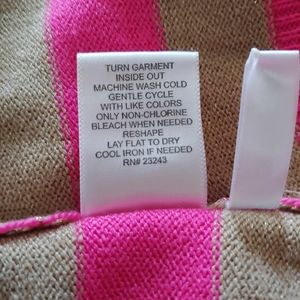 TURN GARMENT
INSIDE OUT
MACHINE WASH COLD
GENTLE CYCLE
WITH LIKE COLORS
ONLY NON-CHLORINE
BLEACH WHEN NEEDED
RESHAPE
LAY FLAT TO DRY
COOL IRON IF NEEDED
RN# 23243